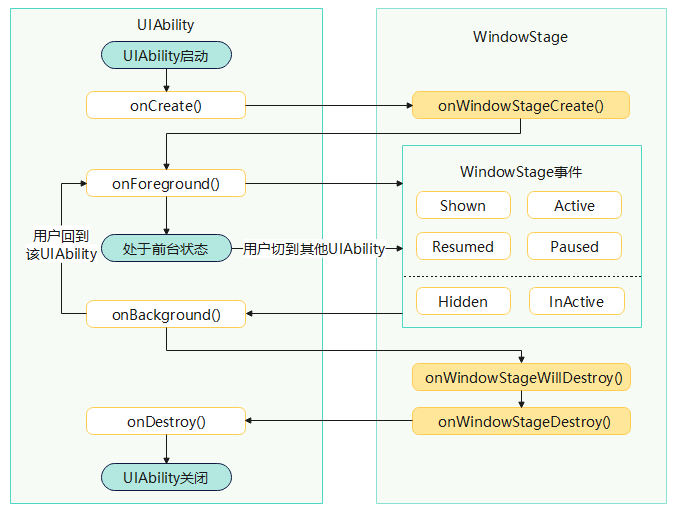 UIAbility
WindowStage
UIAbility启动
onCreate()
onWindowStageCreate()
onForeground()
WindowStage事件
Shown
Active
用户回到
该UIAbility
处于前台状态
用户切到其他UIAbility
Resumed
Paused
Hidden
InActive
onBackground()
onWindowStageWillDestroy()
onDestroy()
onWindowStageDestroy()
UIAbility关闭